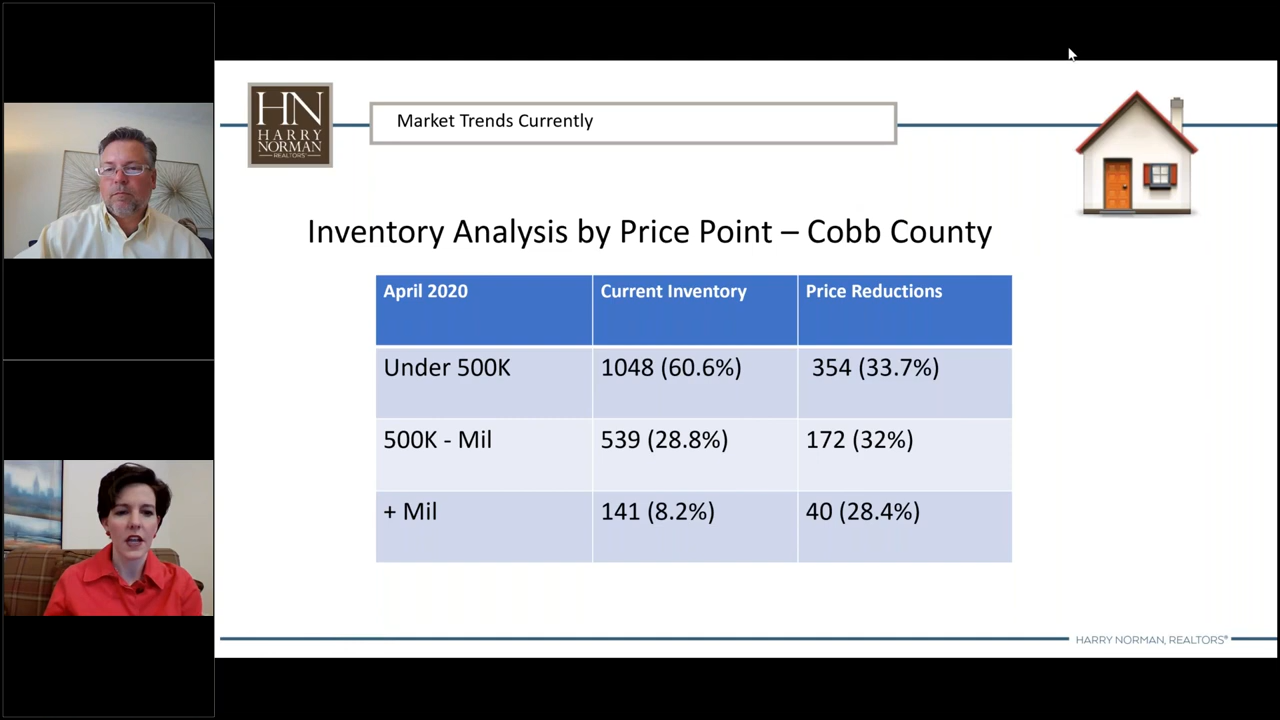 HN
HARRY
NORMAN
REALTORS®
Market Trends Currently
Inventory Analysis by Price Point – Cobb County
April 2020 Current Inventory Price Reductions
Under 500K 1048 (60.6%) 354 (33.7%)
500K - Mil 539 (28.8%) 172 (32%)
+ Mil 141 (8.2%) 40 (28.4%)
HARRY NORMAN, REALTORS®